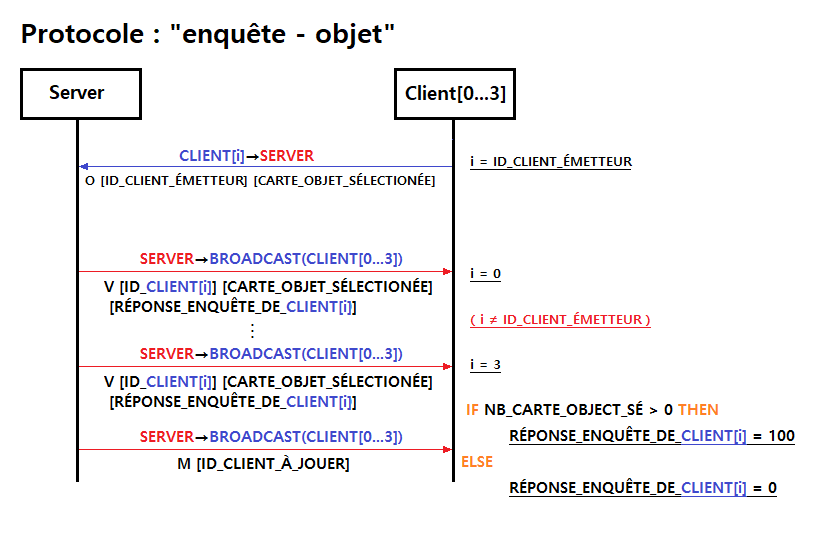 Protocole : "enquête - objet"
Server
Client[0...3]
CLIENT[i]→SERVER
i = ID_CLIENT_ÉMETTEUR
O [ID_CLIENT_ÉMETTEUR] [CARTE_OBJET_SÉLECTIONÉE]
SERVER→BROADCAST(CLIENT[0...3])
i = 0
V [ID_CLIENT[i]] [CARTE_OBJET_SÉLECTIONÉE]
[RÉPONSE_ENQUÊTE_DE_CLIENT[i]]
( i ≠ ID_CLIENT_ÉMETTEUR )
⋮
SERVER→BROADCAST(CLIENT[0...3])
i = 3
V [ID_CLIENT[i]] [CARTE_OBJET_SÉLECTIONÉE]
[RÉPONSE_ENQUÊTE_DE_CLIENT[i]]
IF NB_CARTE_OBJECT_SÉ > 0 THEN
RÉPONSE_ENQUÊTE_DE_CLIENT[i] = 100
SERVER→BROADCAST(CLIENT[0...3])
M [ID_CLIENT_À_JOUER]
ELSE
RÉPONSE_ENQUÊTE_DE_CLIENT[i] = 0